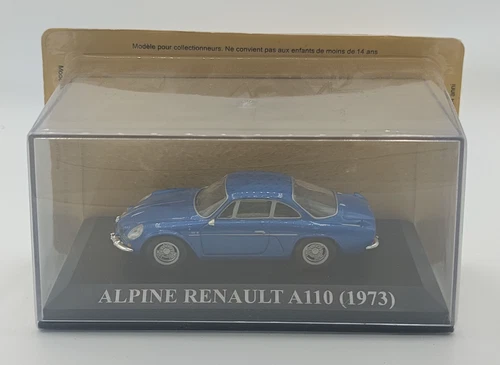 Modèle pour collectionneurs. Ne convient pas aux enfants de moins de 14 ans
ALPINE RENAULT A110 (1973)